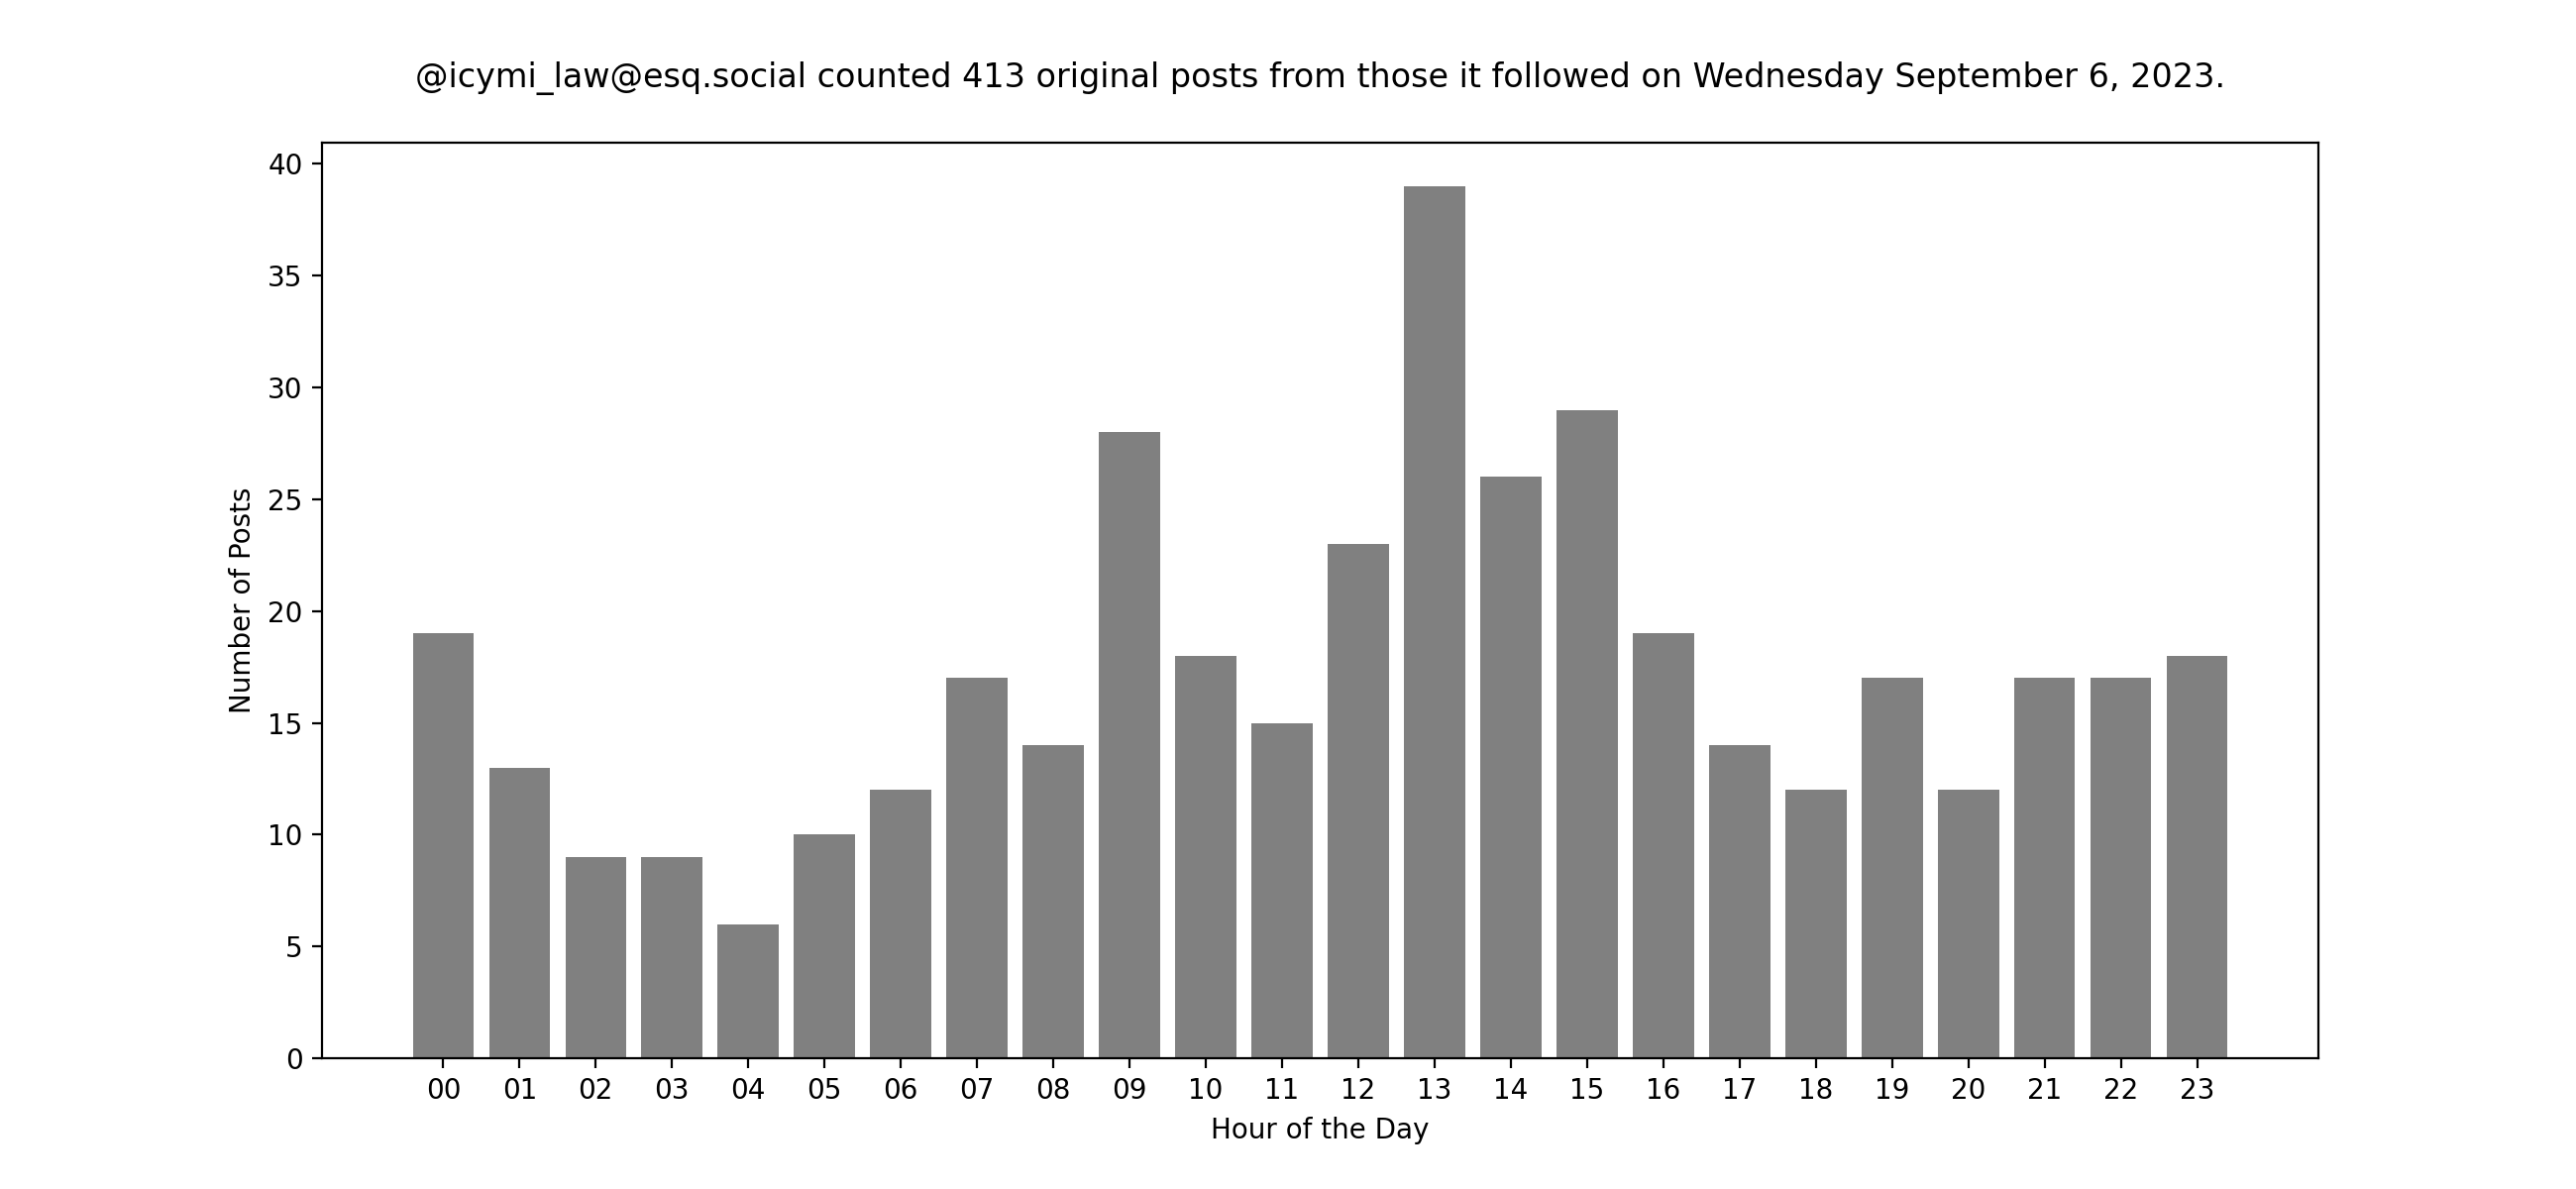 @icymi_law@esq.social counted 413 original posts from those it followed on Wednesday September 6, 2023.
40
35
30
25
20
15
10
5
0
Number of Posts
00 01 02 03 04 05 06 07 08 09 10 11 12 13 14 15 16 17 18 19 20 21 22 23
Hour of the Day